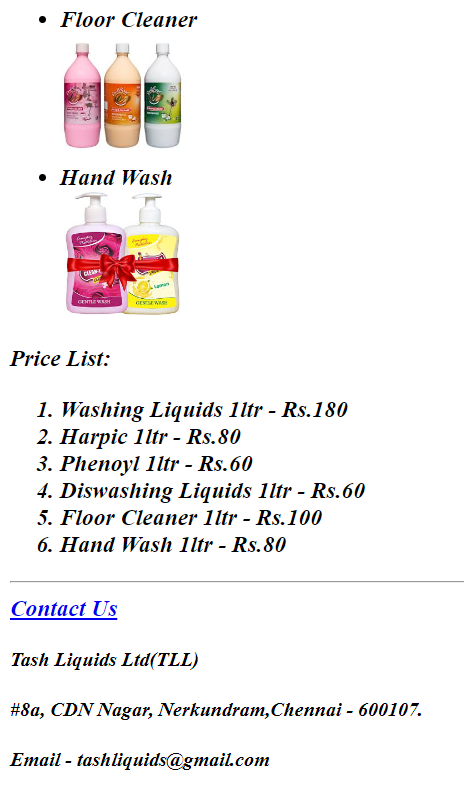 Floor Cleaner
Hand Wash
GENTLE WASH
GENTLE WASH
Price List:
1. Washing Liquids 1ltr - Rs.180
2. Harpic 1ltr - Rs.80
3. Phenoyl 1ltr - Rs.60
4. Diswashing Liquids 1ltr - Rs.60
5. Floor Cleaner 1ltr - Rs.100
6. Hand Wash 1ltr - Rs.80
Contact Us
Tash Liquids Ltd(TLL)
#8a, CDN Nagar, Nerkundram,Chennai - 600107.
Email - tashliquids@gmail.com